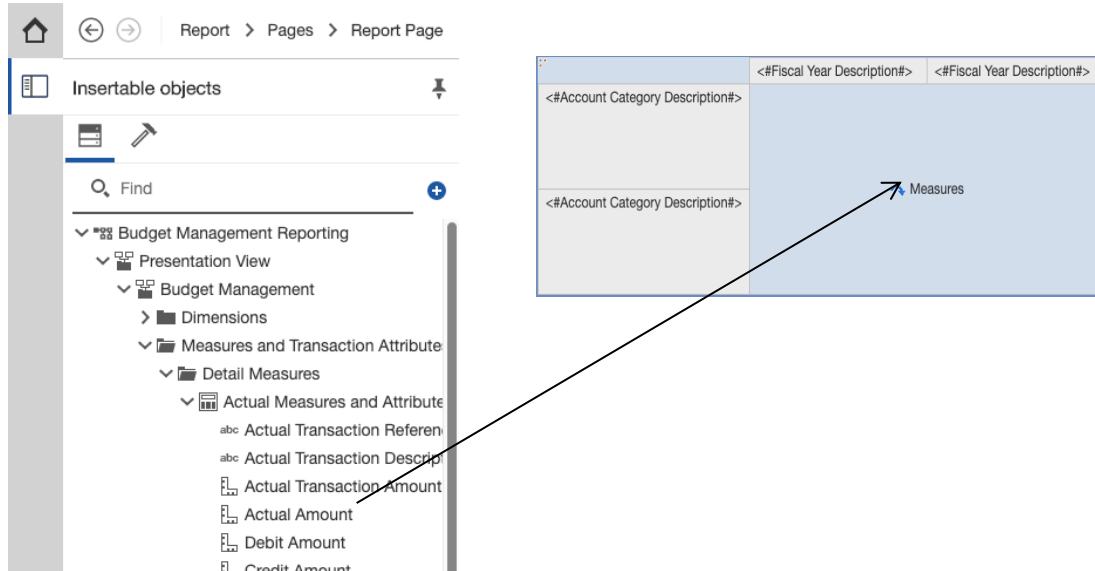 Report > Pages > Report Page
Insertable objects
Find
Budget Management Reporting
Presentation View
Budget Management
Dimensions
Measures and Transaction Attribute
Detail Measures
Actual Measures and Attribute
abc Actual Transaction Referen
abc Actual Transaction Descrip
Actual Transaction Amount
Actual Amount
Debit Amount
Credit Amount
<#Fiscal Year Description#> <#Fiscal Year Description#>
<#Account Category Description#>
Measures
<#Account Category Description#>